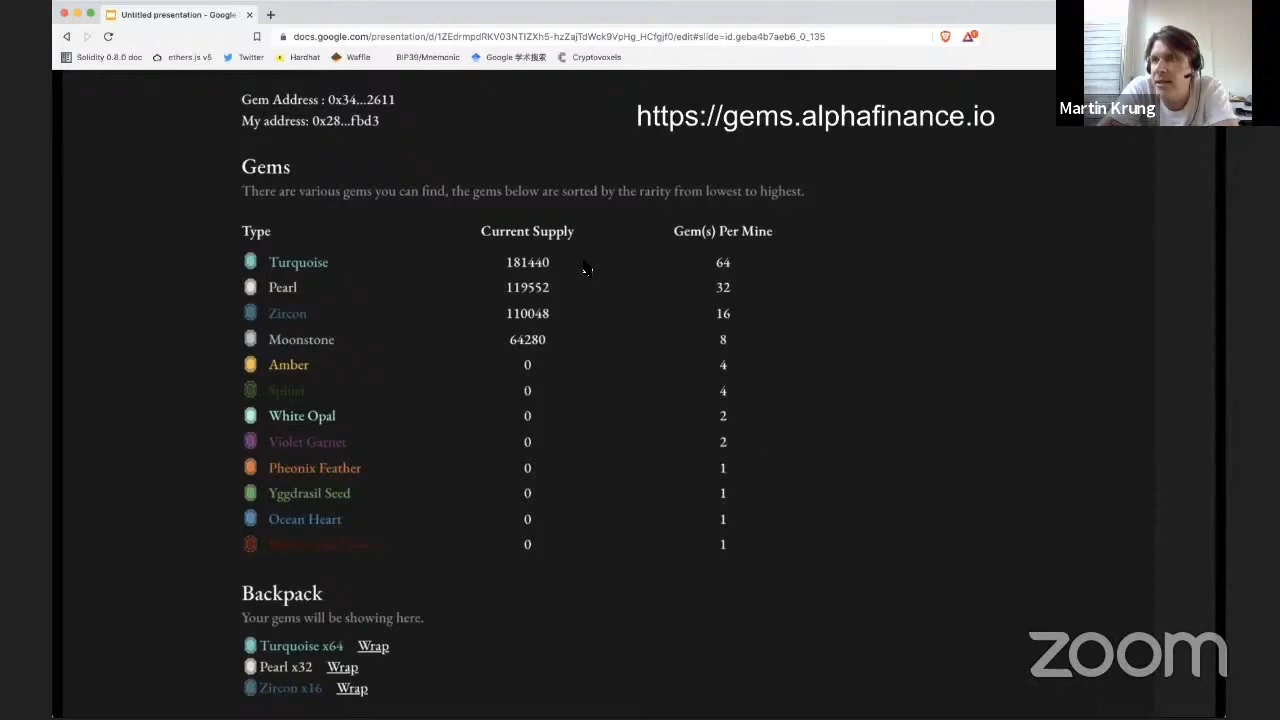 Untitled presentation - Google
docs.google.com/presentation/d/1ZEdrmpdRKV03NTIZXh5-hzZajTdWck9VpHg_HCfgjf0/edit#slide=id.geba4b7aeb6_0_135
Solidity 0.8.0 doc ethers.js v5 Twitter Hardhat Waffle /Mnemonic Google 学术搜索 Cryptovoxels
Martin Krung
Gem Address : 0x34...2611
My address: 0x28...fbd3
https://gems.alphafinance.io
Gems
There are various gems you can find, the gems below are sorted by the rarity from lowest to highest.
Type Current Supply Gem(s) Per Mine
Turquoise 181440 64
Pearl 119552 32
Zircon 110048 16
Moonstone 64280 8
Amber 0 4
Spinel 0 4
White Opal 0 2
Violet Garnet 0 2
Pheonix Feather 0 1
Yggdrasil Seed 0 1
Ocean Heart 0 1
0 1
Backpack
Your gems will be showing here.
Turquoise x64 Wrap
Pearl x32 Wrap
Zircon x16 Wrap
zoom